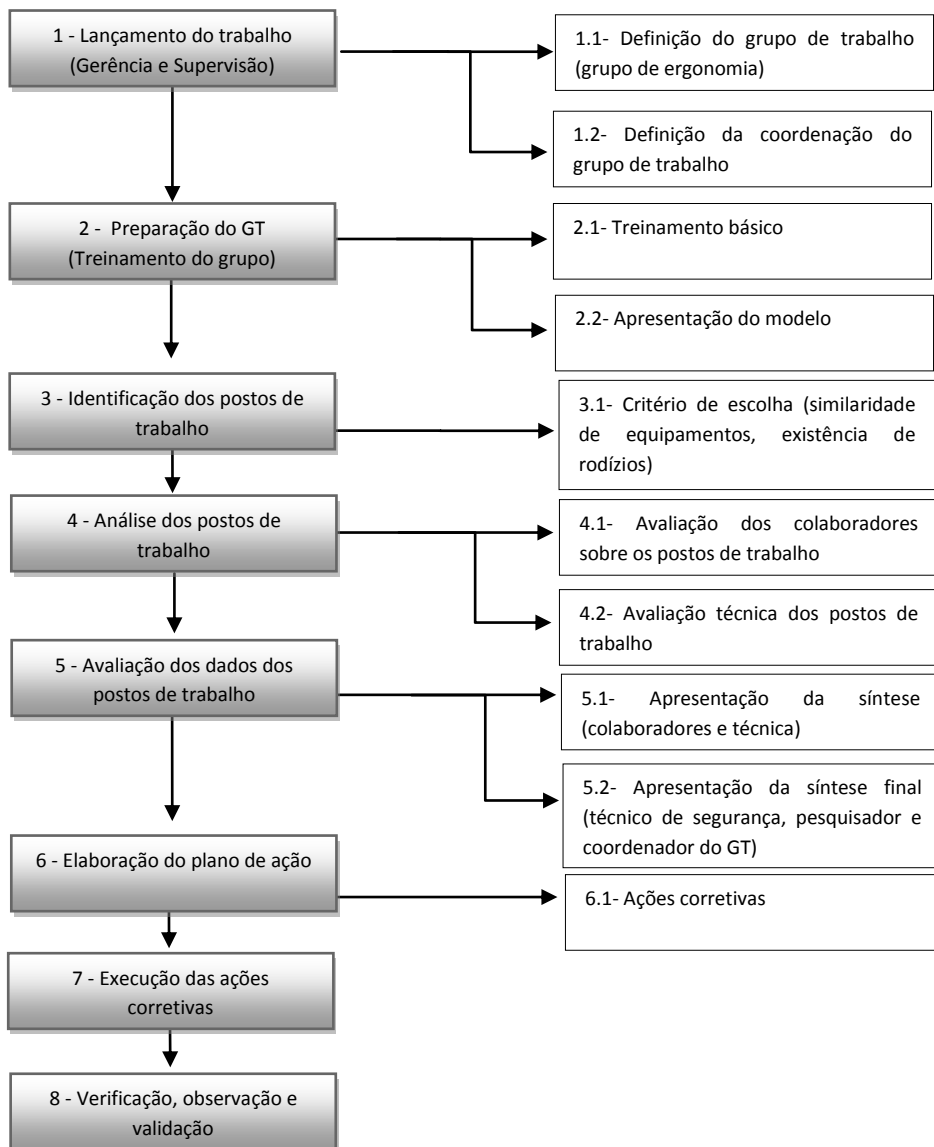 1 - Lançamento do trabalho
(Gerência e Supervisão)
1.1- Definição do grupo de trabalho
(grupo de ergonomia)
1.2- Definição da coordenação do
grupo de trabalho
2 - Preparação do GT
(Treinamento do grupo)
2.1- Treinamento básico
2.2- Apresentação do modelo
3 - Identificação dos postos de
trabalho
3.1- Critério de escolha (similaridade
de equipamentos, existência de
rodízios)
4 - Análise dos postos de
trabalho
4.1- Avaliação dos colaboradores
sobre os postos de trabalho
4.2- Avaliação técnica dos postos de
trabalho
5 - Avaliação dos dados dos
postos de trabalho
5.1- Apresentação da síntese
(colaboradores e técnica)
5.2- Apresentação da síntese final
(técnico de segurança, pesquisador e
coordenador do GT)
6 - Elaboração do plano de ação
6.1- Ações corretivas
7 - Execução das ações
corretivas
8 - Verificação, observação e
validação